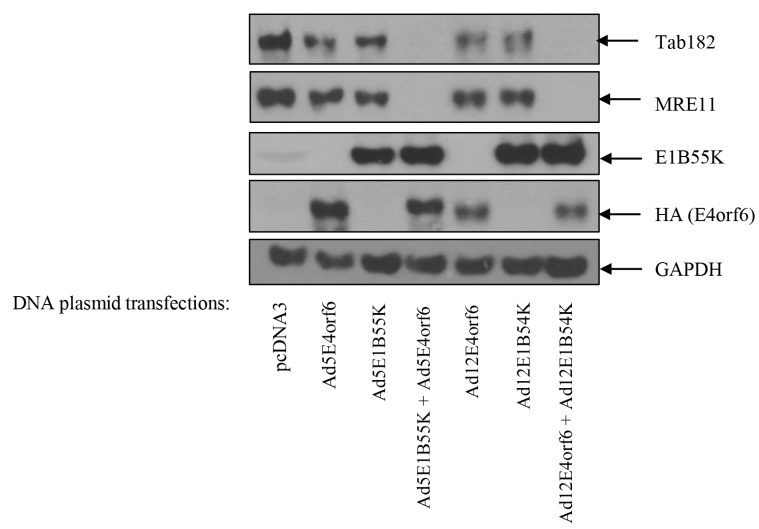 Tab182
MRE11
E1B55K
HA (E4orf6)
GAPDH
DNA plasmid transfections:
pcDNA3
Ad5E4orf6
Ad5E1B55K
Ad5E1B55K + Ad5E4orf6
Ad12E4orf6
Ad12E1B54K
Ad12E4orf6 + Ad12E1B54K